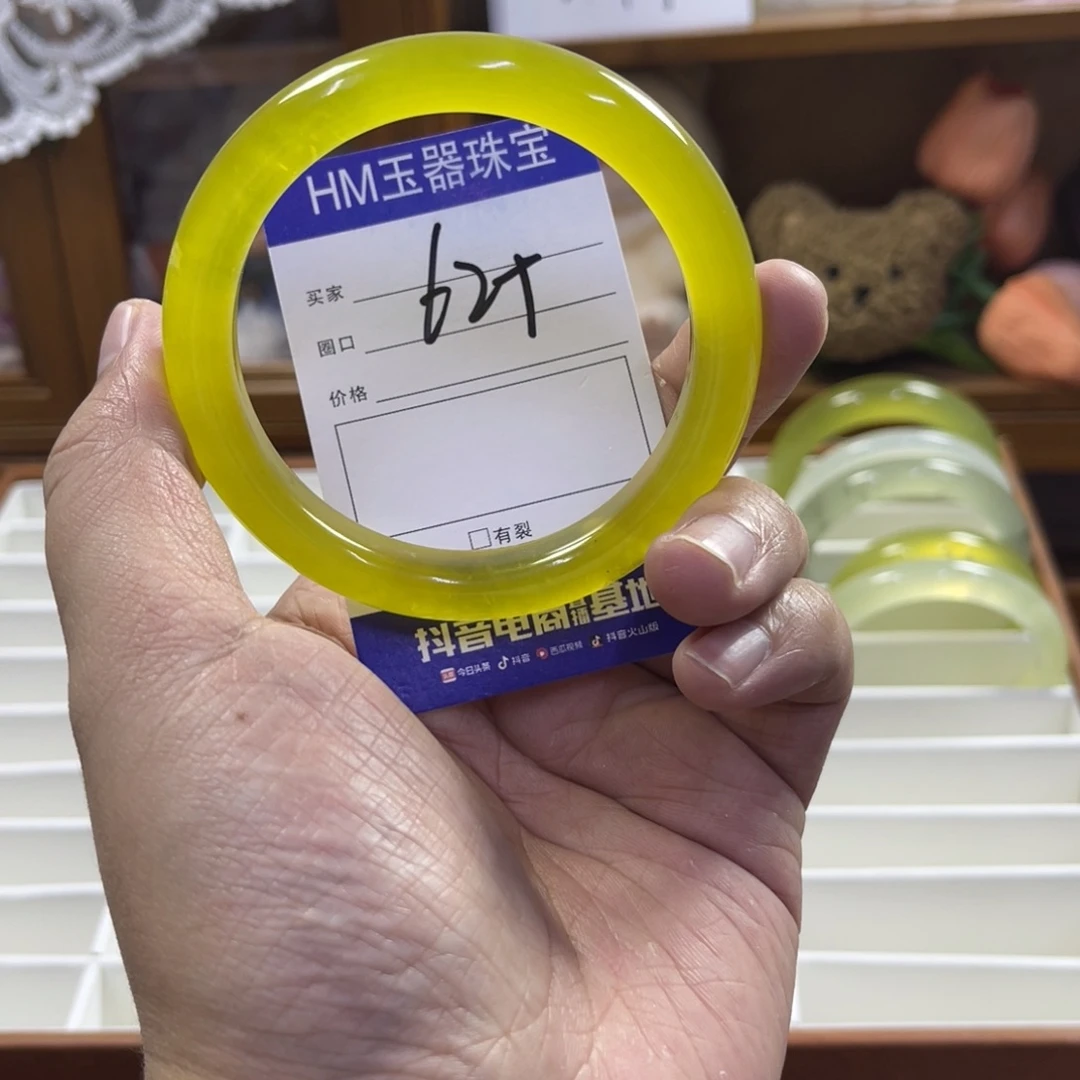 HM玉器珠宝
买家
62+
圈口
价格
有裂
抖音电商直播基地
今日头条 抖音 西瓜视频 抖音火山版